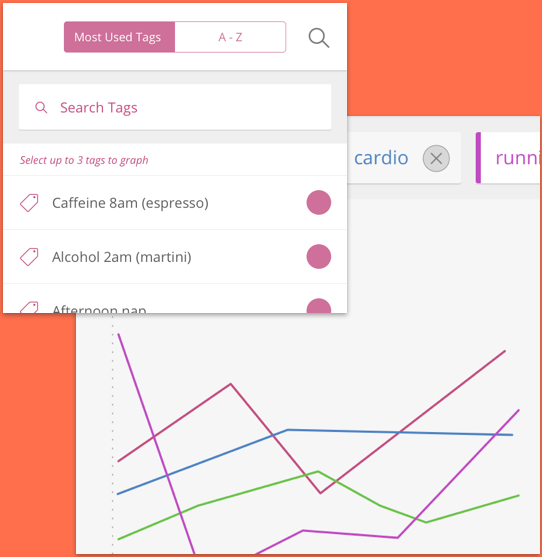 Most Used Tags
A - Z
Search Tags
Select up to 3 tags to graph
cardio
Caffeine 8am (espresso)
Alcohol 2am (martini)
Afternoon nap